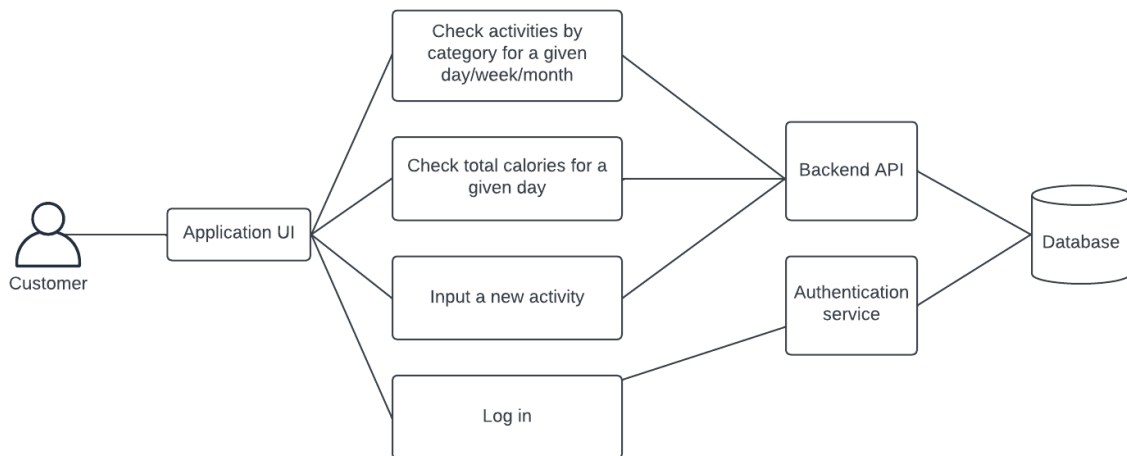 Customer
Application UI
Check activities by
category for a given
day/week/month
Check total calories for a
given day
Input a new activity
Log in
Backend API
Authentication
service
Database